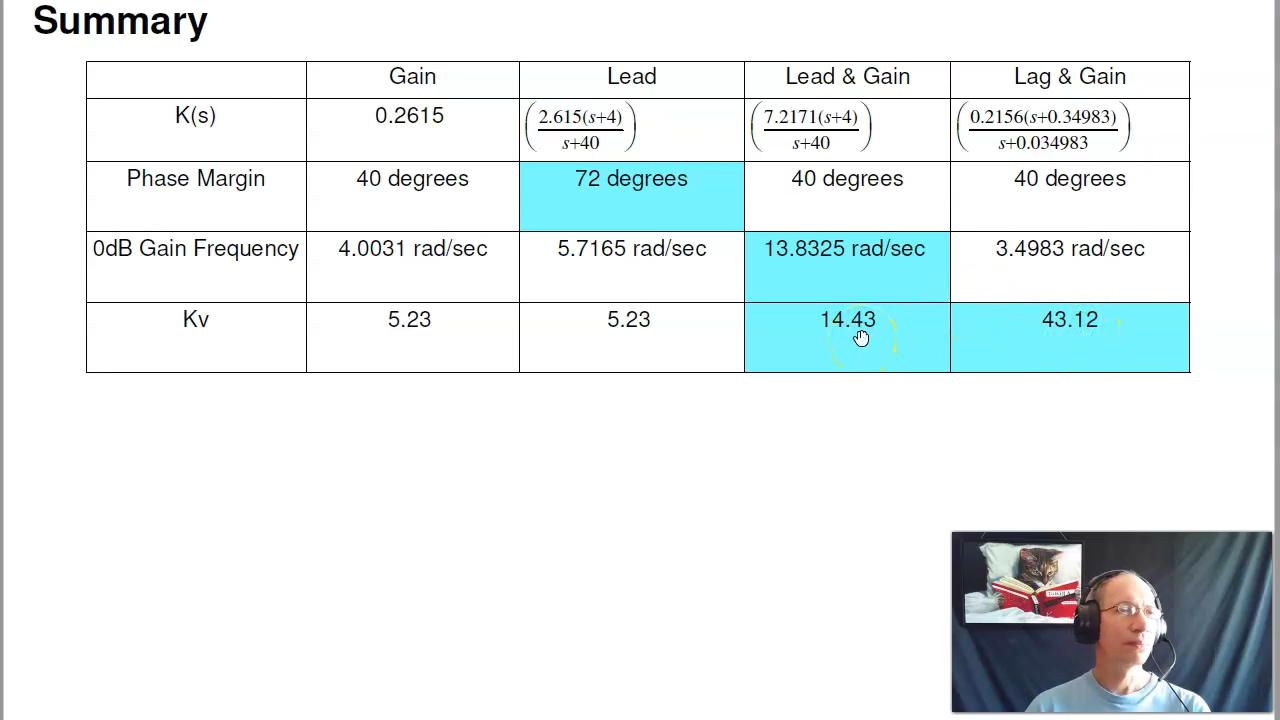 Summary
Gain Lead Lead & Gain Lag & Gain
K(s) 0.2615 (2.615(s+4)/s+40) (7.2171(s+4)/s+40) (0.2156(s+0.34983)/s+0.034983)
Phase Margin 40 degrees 72 degrees 40 degrees 40 degrees
0dB Gain Frequency 4.0031 rad/sec 5.7165 rad/sec 13.8325 rad/sec 3.4983 rad/sec
Kv 5.23 5.23 14.43 43.12